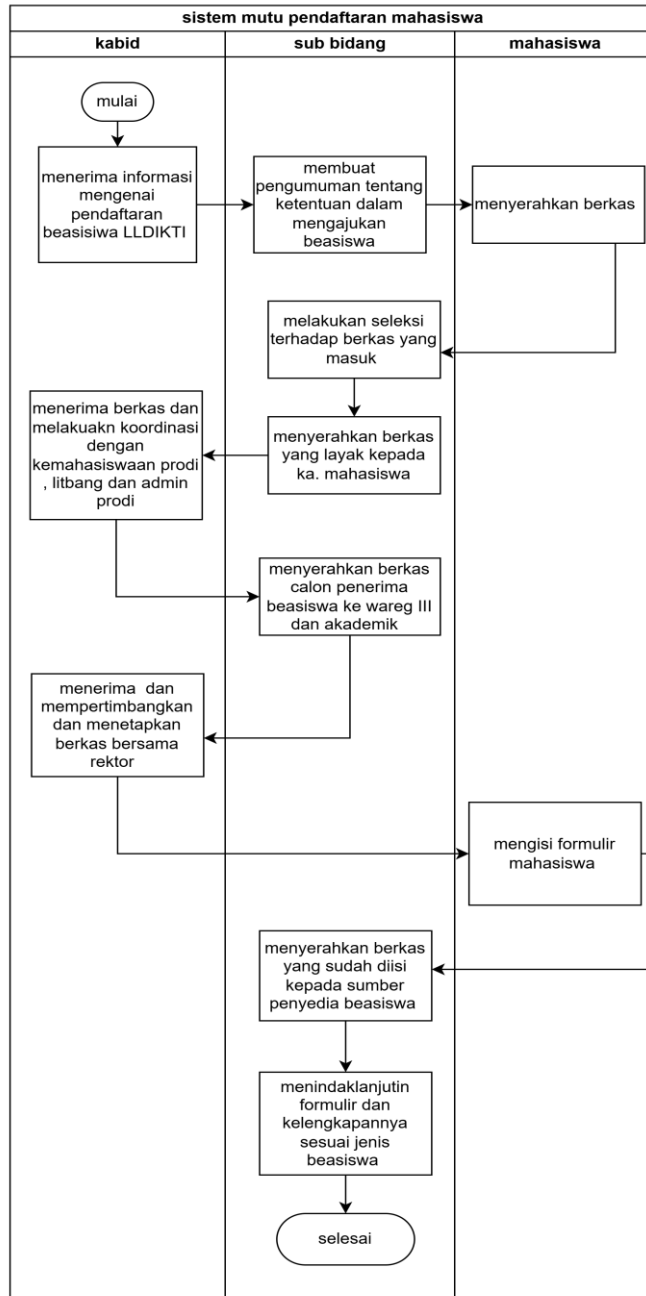 sistem mutu pendaftaran mahasiswa
kabid
sub bidang
mahasiswa
mulai
menerima informasi
mengenai
pendaftaran
beasisiwa LLDIKTI
membuat
pengumuman tentang
ketentuan dalam
mengajukan
beasiswa
menyerahkan berkas
melakukan seleksi
terhadap berkas yang
masuk
menyerahkan berkas
yang layak kepada
ka. mahasiswa
menerima berkas dan
melakuakn koordinasi
dengan
kemahasiswaan prodi
, litbang dan admin
prodi
menyerahkan berkas
calon penerima
beasiswa ke wareg III
dan akademik
menerima dan
mempertimbangkan
dan menetapkan
berkas bersama
rektor
mengisi formulir
mahasiswa
menyerahkan berkas
yang sudah diisi
kepada sumber
penyedia beasiswa
menindaklanjutin
formulir dan
kelengkapannya
sesuai jenis
beasiswa
selesai